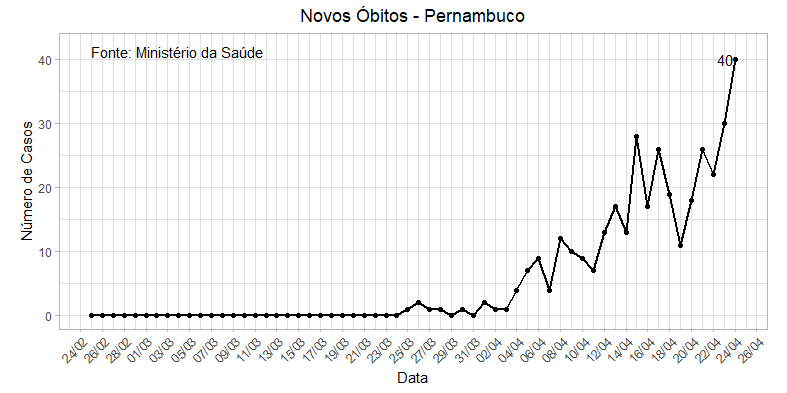 Novos Óbitos - Pernambuco
Fonte: Ministério da Saúde
40
40
30
20
10
0
Número de Casos
24/02 26/02 28/02 01/03 03/03 05/03 07/03 09/03 11/03 13/03 15/03 17/03 19/03 21/03 23/03 25/03 27/03 29/03 31/03 02/04 04/04 06/04 08/04 10/04 12/04 14/04 16/04 18/04 20/04 22/04 24/04 26/04
Data